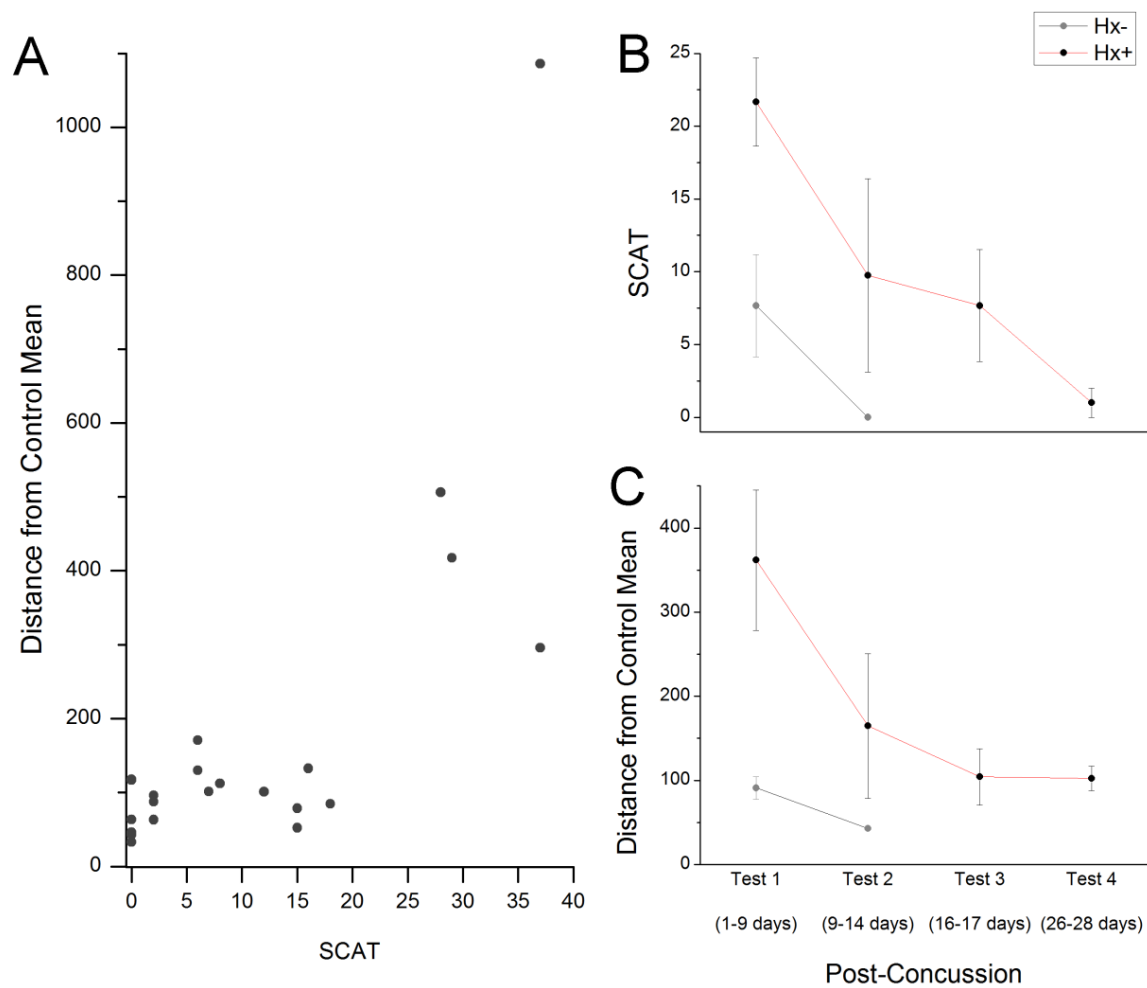 A
Distance from Control Mean
1000
800
600
400
200
0
0 5 10 15 20 25 30 35 40
SCAT
B
Hx-
Hx+
SCAT
25
20
15
10
5
0
C
Distance from Control Mean
400
300
200
100
0
Test 1 Test 2 Test 3 Test 4
(1-9 days) (9-14 days) (16-17 days) (26-28 days)
Post-Concussion